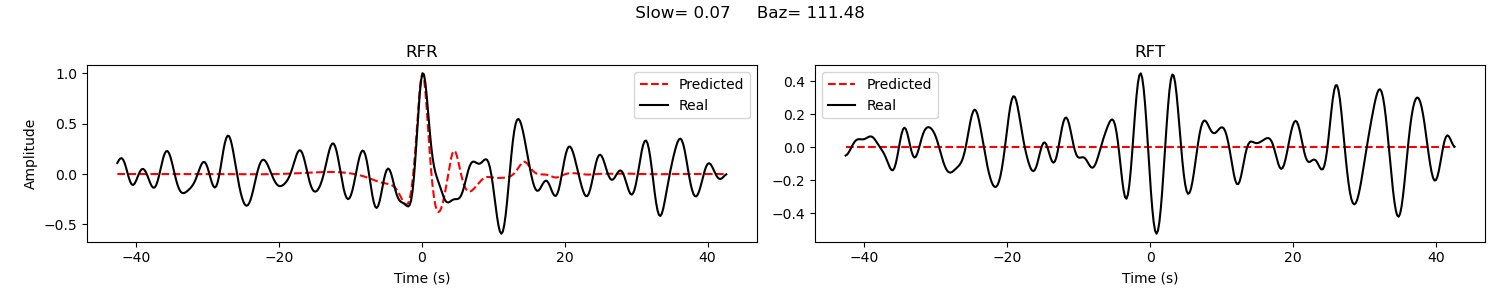 Slow= 0.07 Baz= 111.48
RFR
RFT
Amplitude
1.0
0.5
0.0
−0.5
−40
−20
0
20
40
Time (s)
Predicted
Real
0.4
0.2
0.0
−0.2
−0.4
−40
−20
0
20
40
Time (s)
Predicted
Real